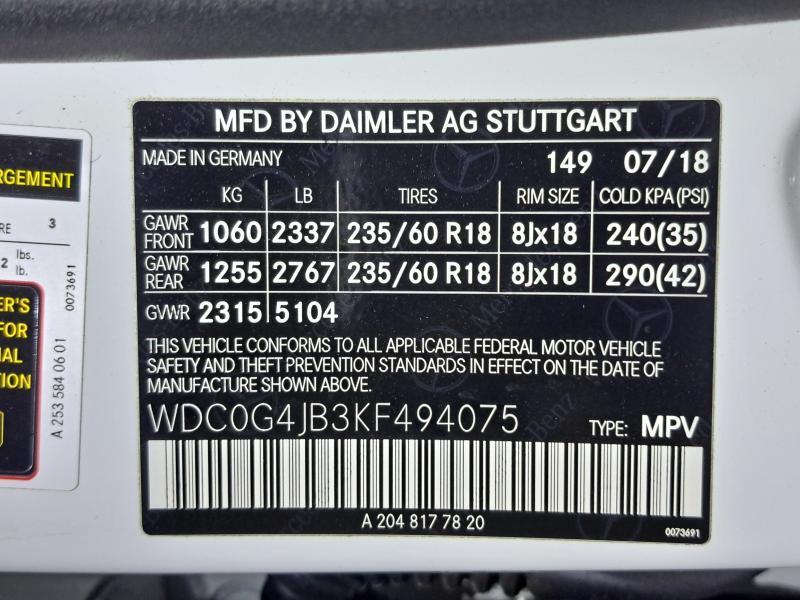 MFD BY DAIMLER AG STUTTGART
MADE IN GERMANY 149 07/18
KG LB TIRES RIM SIZE COLD KPA (PSI)
GAWR FRONT 1060 2337 235/60 R18 8Jx18 240(35)
GAWR REAR 1255 2767 235/60 R18 8Jx18 290(42)
GVWR 2315 5104
THIS VEHICLE CONFORMS TO ALL APPLICABLE FEDERAL MOTOR VEHICLE
SAFETY AND THEFT PREVENTION STANDARDS IN EFFECT ON THE DATE OF
MANUFACTURE SHOWN ABOVE.
WDC0G4JB3KF494075 TYPE: MPV
A 204 817 78 20
0073691
3
lbs.
2 lb.
0073691
FOR
A 253 584 06 01